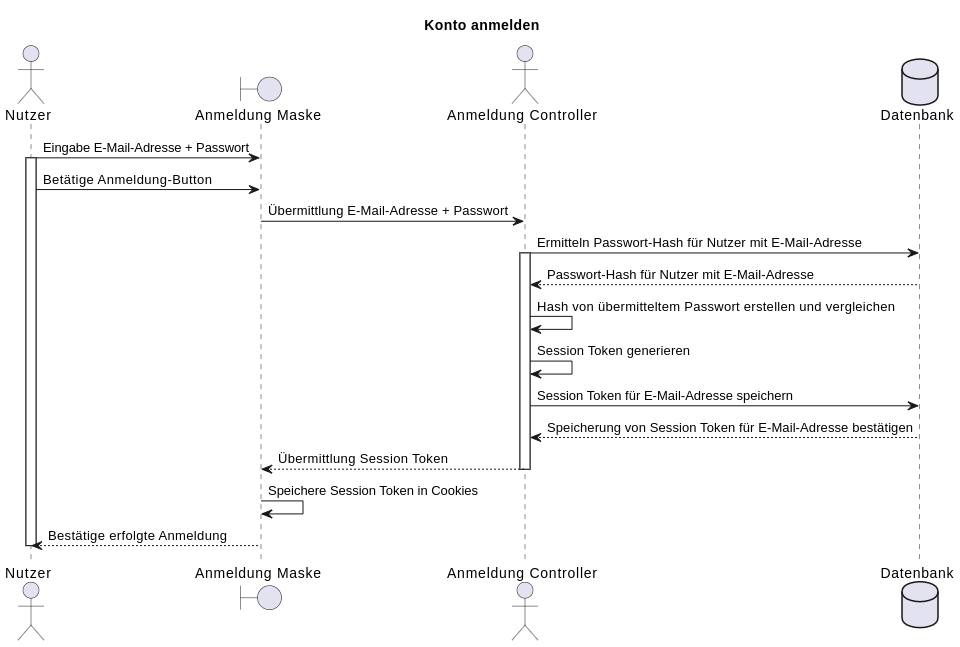 Konto anmelden
Nutzer
Anmeldung Maske
Anmeldung Controller
Datenbank
Eingabe E-Mail-Adresse + Passwort
Betätige Anmeldung-Button
Übermittlung E-Mail-Adresse + Passwort
Ermitteln Passwort-Hash für Nutzer mit E-Mail-Adresse
Passwort-Hash für Nutzer mit E-Mail-Adresse
Hash von übermitteltem Passwort erstellen und vergleichen
Session Token generieren
Session Token für E-Mail-Adresse speichern
Speicherung von Session Token für E-Mail-Adresse bestätigen
Übermittlung Session Token
Speichere Session Token in Cookies
Bestätige erfolgte Anmeldung
Nutzer
Anmeldung Maske
Anmeldung Controller
Datenbank